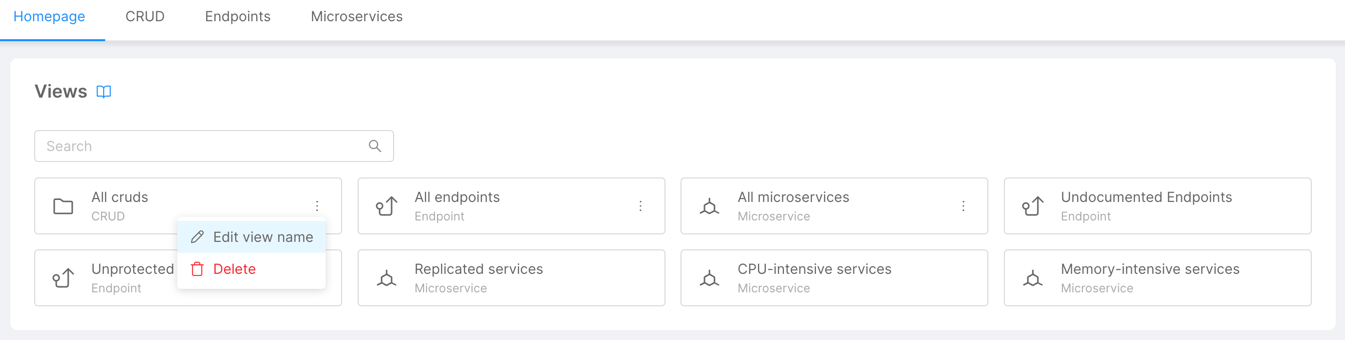 Homepage CRUD Endpoints Microservices
Views
Search
All cruds
CRUD
All endpoints
Endpoint
All microservices
Microservice
Undocumented Endpoints
Endpoint
Edit view name
Delete
Unprotected
Endpoint
Replicated services
Microservice
CPU-intensive services
Microservice
Memory-intensive services
Microservice